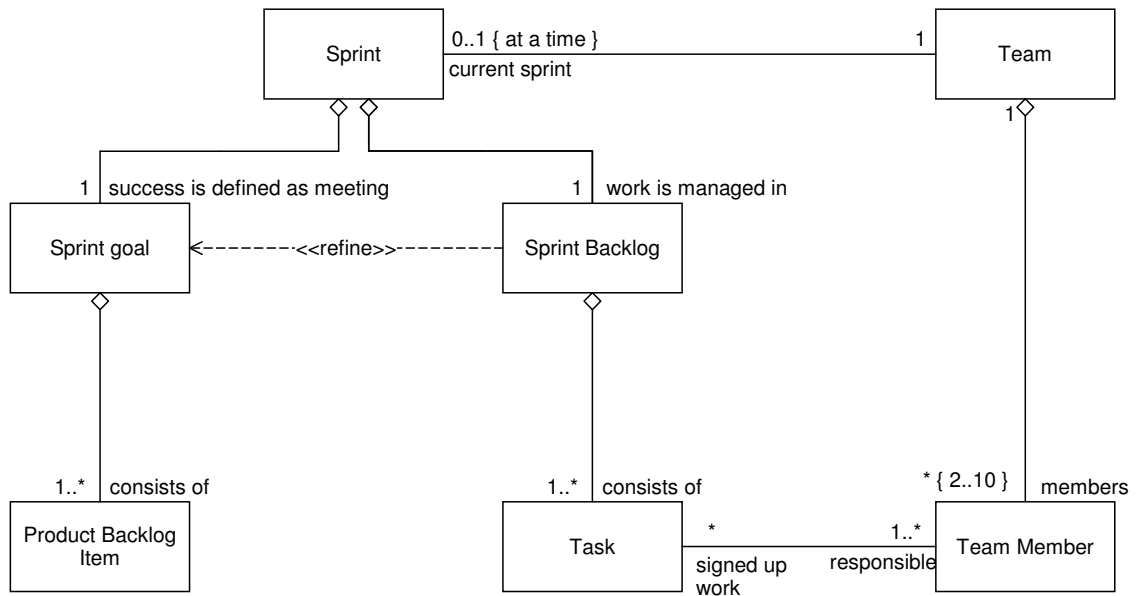 Sprint
0..1 { at a time }
1
Team
current sprint
1
1
success is defined as meeting
1
work is managed in
Sprint goal
<<refine>>
Sprint Backlog
1..*
consists of
1..*
consists of
* { 2..10 }
members
Product Backlog
Item
Task
*
1..*
signed up
work
responsible
Team Member